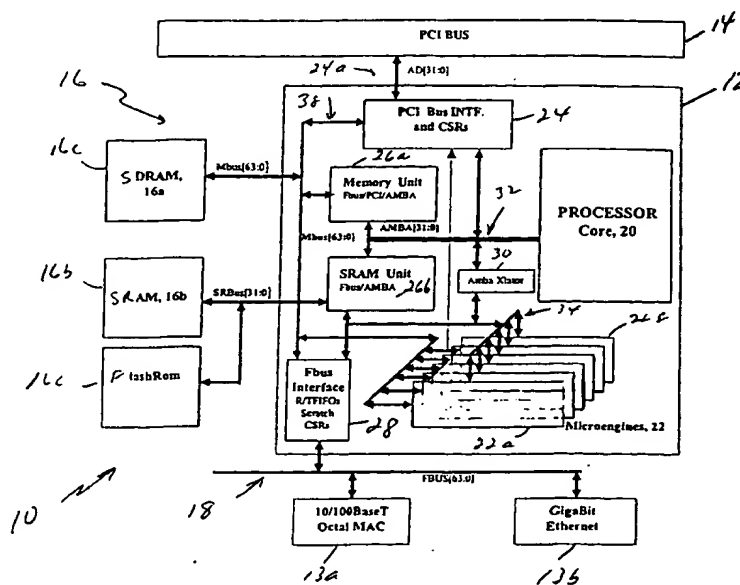 PCI BUS
14
24a
AD[31:0]
16
12
38
PCI Bus INTF.
and CSRs
24
16c
SDRAM,
16a
Mbus[63:0]
26a
Memory Unit
Fbus/PCI/AMBA
32
PROCESSOR
Core, 20
Mbus[63:0]
AMBA[31:0]
30
Amba Xlator
16b
SRAM, 16b
SRBus[31:0]
SRAM Unit
Fbus/AMBA
26b
34
16c
FlashRom
Fbus
Interface
R/TFIFOs
Scratch
CSRs
28
22a
Microengines, 22
10
18
FBUS[63:0]
10/100BaseT
Octal MAC
GigaBit
Ethernet
13a
13b